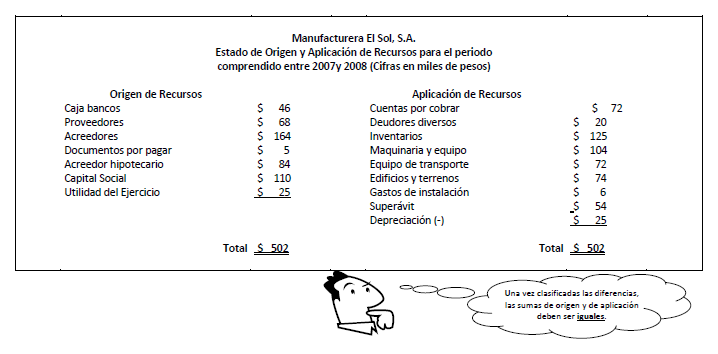 Manufacturera El Sol, S.A.
Estado de Origen y Aplicación de Recursos para el periodo
comprendido entre 2007y 2008 (Cifras en miles de pesos)
Origen de Recursos
Caja bancos $ 46
Proveedores $ 68
Acreedores $ 164
Documentos por pagar $ 5
Acreedor hipotecario $ 84
Capital Social $ 110
Utilidad del Ejercicio $ 25
Total $ 502
Aplicación de Recursos
Cuentas por cobrar $ 72
Deudores diversos $ 20
Inventarios $ 125
Maquinaria y equipo $ 104
Equipo de transporte $ 72
Edificios y terrenos $ 74
Gastos de instalación $ 6
Superávit $ 54
Depreciación (-) $ 25
Total $ 502
Una vez clasificadas las diferencias,
las sumas de origen y de aplicación
deben ser iguales.